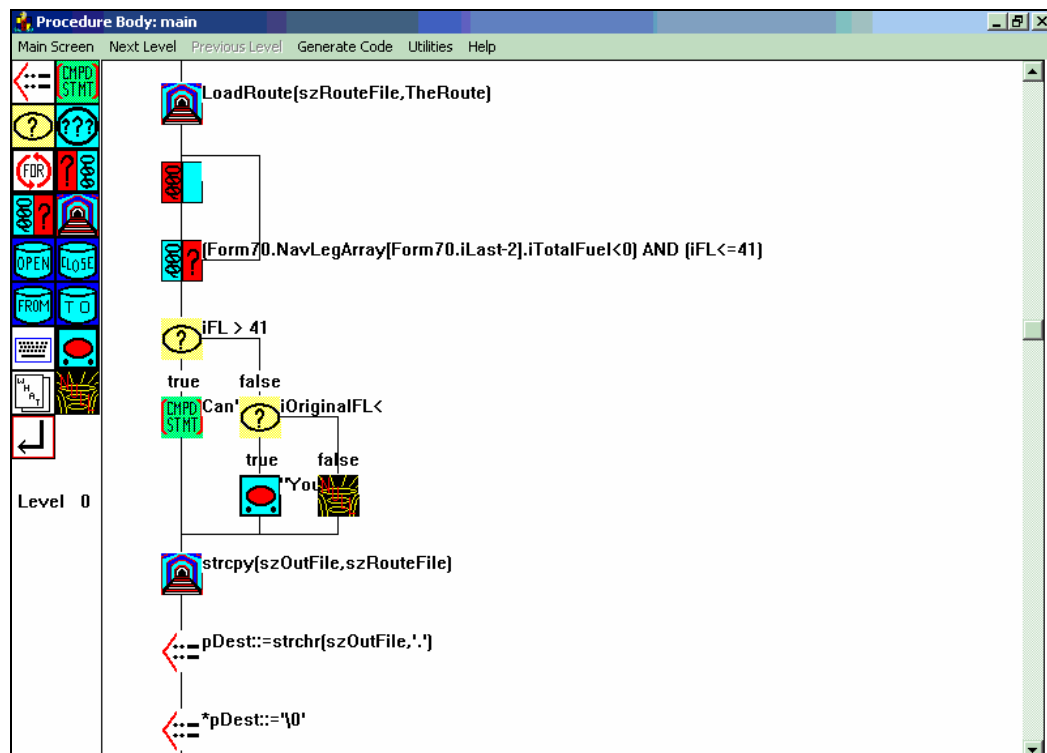 Procedure Body: main
Main Screen Next Level Previous Level Generate Code Utilities Help
CMPD
STMT
?
???
FOR
?
?
OPEN
CLOSE
FROM
TO
WHAT
Level 0
LoadRoute(szRouteFile,TheRoute)
?
(Form70.NavLegArray[Form70.iLast-2].iTotalFuel<0) AND (iFL<=41)
?
iFL > 41
true false
CMPD
STMT
Can'
?
iOriginalFL<
true false
"You
strcpy(szOutFile,szRouteFile)
pDest::=strchr(szOutFile,'.')
*pDest::='\0'